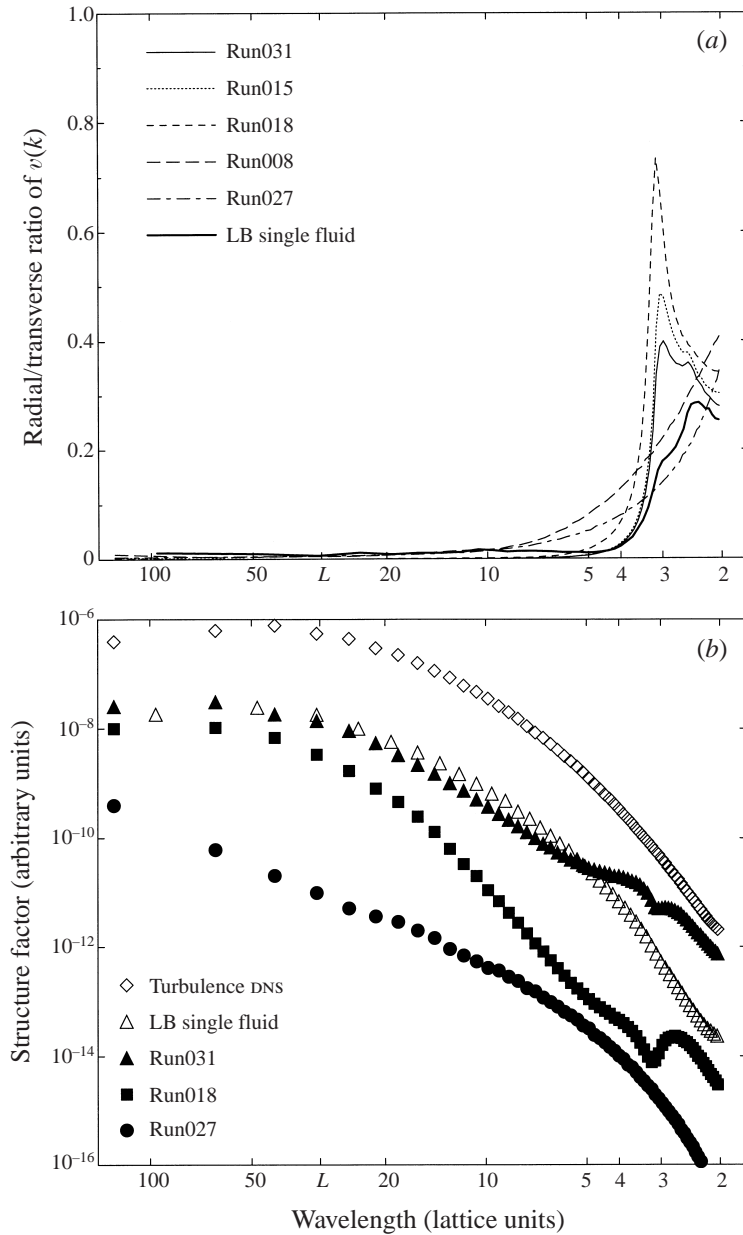 (a)
Radial/transverse ratio of v(k)
1.0
0.8
0.6
0.4
0.2
0
Run031
Run015
Run018
Run008
Run027
LB single fluid
100 50 L 20 10 5 4 3 2
(b)
Structure factor (arbitrary units)
10⁻⁶
10⁻⁸
10⁻¹⁰
10⁻¹²
10⁻¹⁴
10⁻¹⁶
Turbulence DNS
LB single fluid
Run031
Run018
Run027
100 50 L 20 10 5 4 3 2
Wavelength (lattice units)